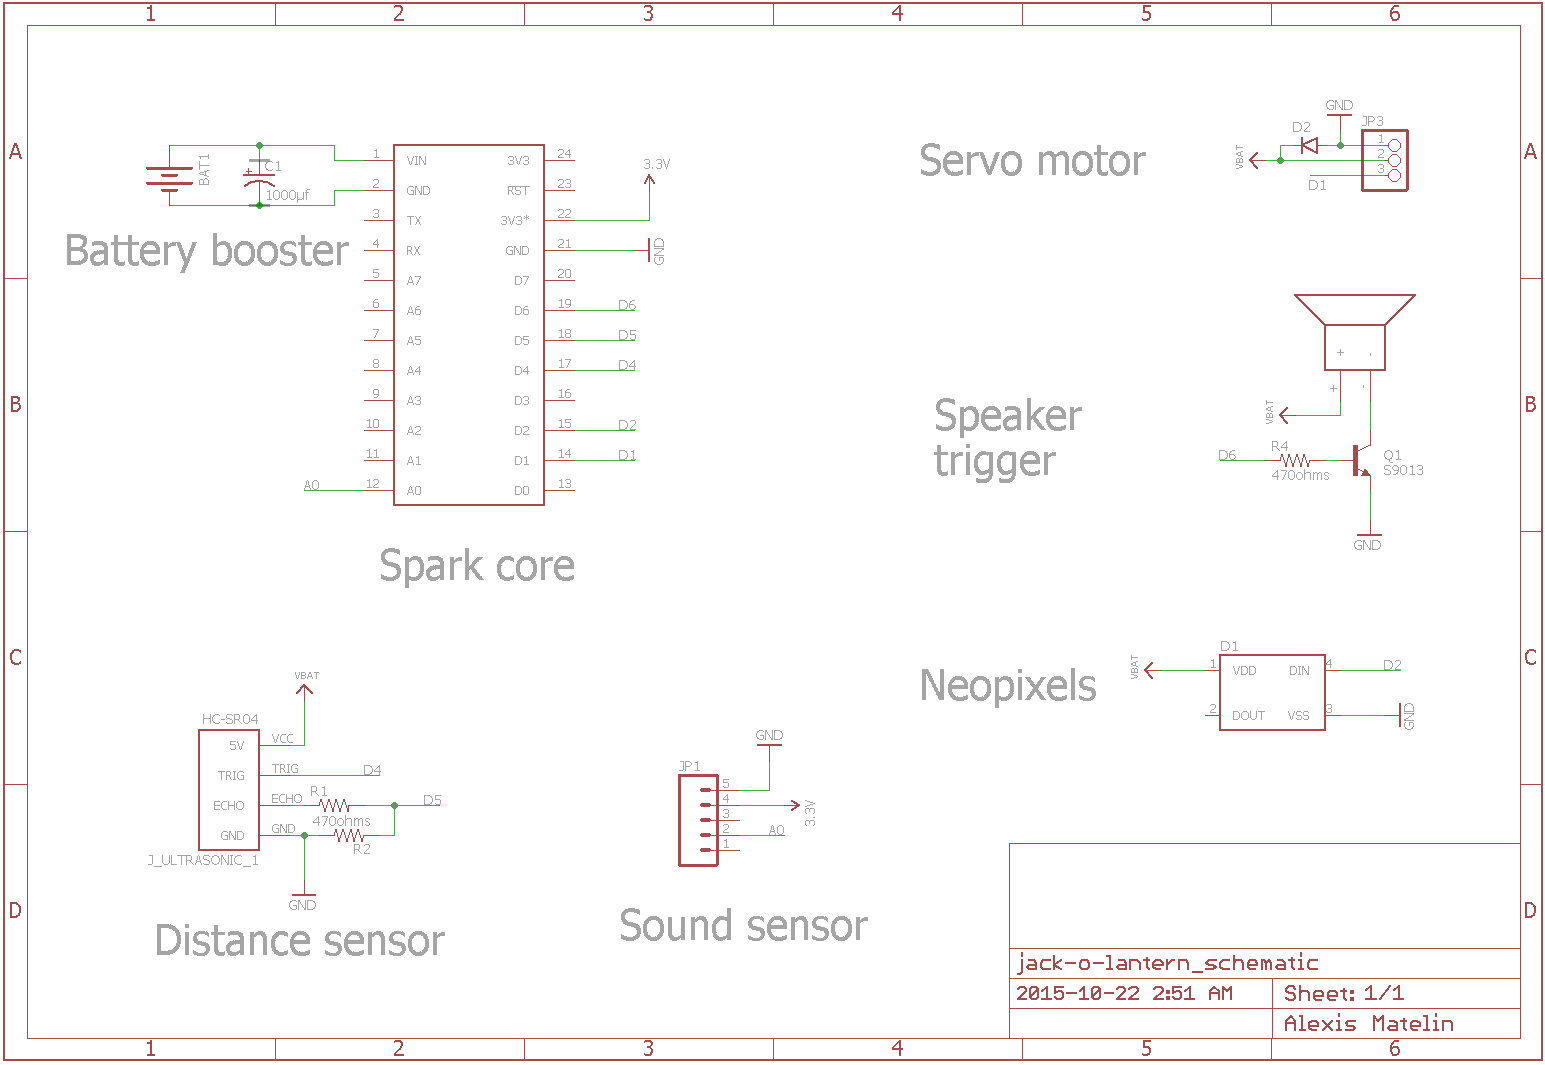 1 2 3 4 5 6
A A
B B
C C
D D
BAT1
+
C1
1000µf
Battery booster
1 VIN 3V3 24
2 GND RST 23
3 TX 3V3* 22
4 RX GND 21
5 A7 D7 20
6 A6 D6 19 D6
7 A5 D5 18 D5
8 A4 D4 17 D4
9 A3 D3 16
10 A2 D2 15 D2
11 A1 D1 14 D1
A0 12 A0 D0 13
3.3V
GND
Spark core
Servo motor
GND
D2
JP3
VBAT
1
2
3
D1
Speaker
trigger
+ -
+ -
VBAT
D6
R4
470ohms
Q1
S9013
GND
Neopixels
D1
VBAT
1 VDD DIN 4 D2
2 DOUT VSS 3
GND
VBAT
HC-SR04
5V VCC
TRIG TRIG D4
ECHO ECHO R1 D5
470ohms
GND GND
R2
J_ULTRASONIC_1
GND
Distance sensor
GND
JP1
5
4
3
2 A0
1
3.3V
Sound sensor
jack-o-lantern_schematic
2015-10-22 2:51 AM
Sheet: 1/1
Alexis Matelin
1 2 3 4 5 6